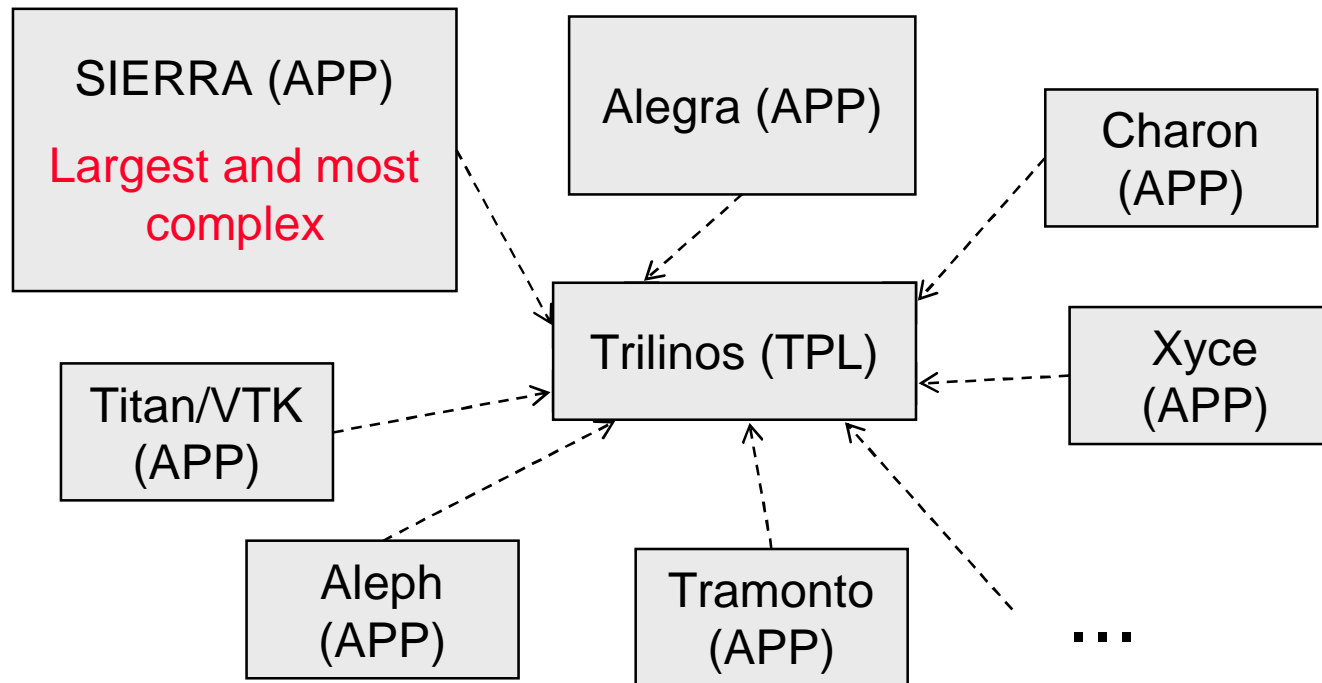 SIERRA (APP)
Largest and most
complex
Alegra (APP)
Charon
(APP)
Trilinos (TPL)
Xyce
(APP)
Titan/VTK
(APP)
Aleph
(APP)
Tramonto
(APP)
...